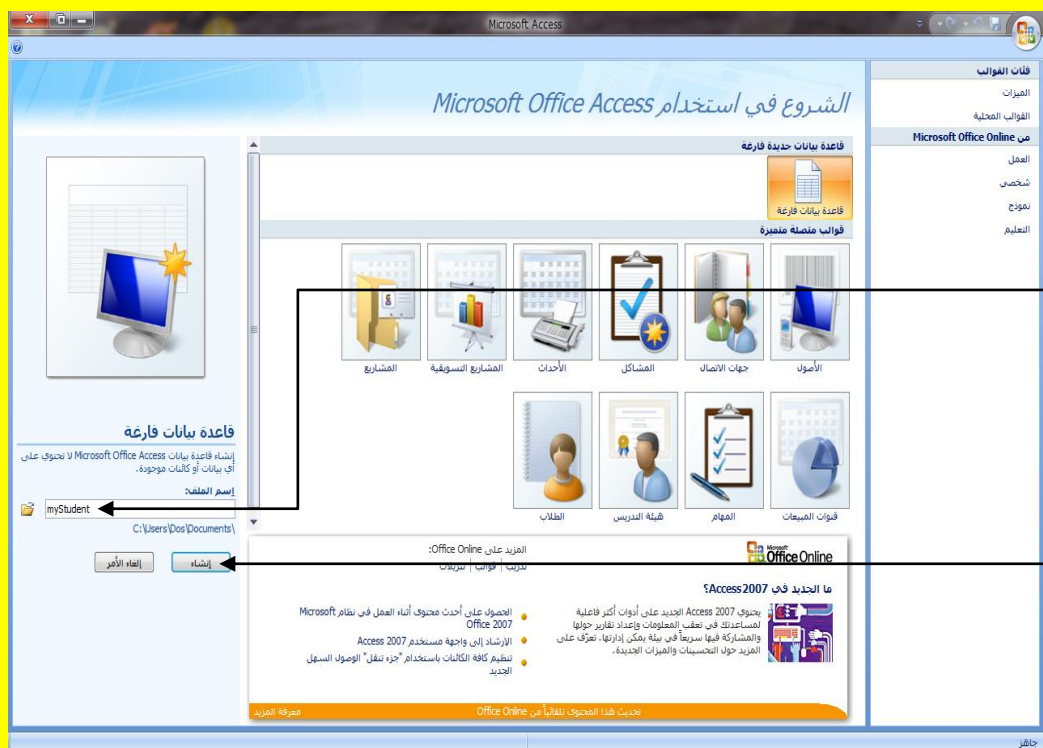 Microsoft Access
فئات القوالب
الميزات
القوالب المحلية
من Microsoft Office Online
العمل
شخصي
نموذج
التعليم
الشروع في استخدام Microsoft Office Access
قاعدة بيانات جديدة فارغة
قاعدة بيانات فارغة
قوالب متصلة متميزة
الأصول
جهات الاتصال
المشاكل
الأحداث
المشاريع التسويقية
المشاريع
قنوات المبيعات
المهام
هيئة التدريس
الطلاب
Microsoft Office Online
المزيد على Office Online:
تدريب | قوالب | تنزيلات
ما الجديد في Access 2007؟
يحتوي Access 2007 الجديد على أدوات أكثر فاعلية
لمساعدتك في تعقب المعلومات وإعداد تقارير حولها
والمشاركة فيها سريعاً في بيئة يمكن إدارتها. تعرّف على
المزيد حول التحسينات والميزات الجديدة.
الحصول على أحدث محتوى أثناء العمل في نظام Microsoft
Office 2007
الإرشاد إلى واجهة مستخدم Access 2007
تنظيم كافة الكائنات باستخدام "جزء تنقل" الوصول السهل
الجديد
تحديث هذا المحتوى تلقائياً من Office Online
معرفة المزيد
قاعدة بيانات فارغة
إنشاء قاعدة بيانات Microsoft Office Access لا تحتوي على
أي بيانات أو كائنات موجودة.
إسم الملف:
myStudent
C:\Users\Dos\Documents\
إنشاء
إلغاء الأمر
جاهز